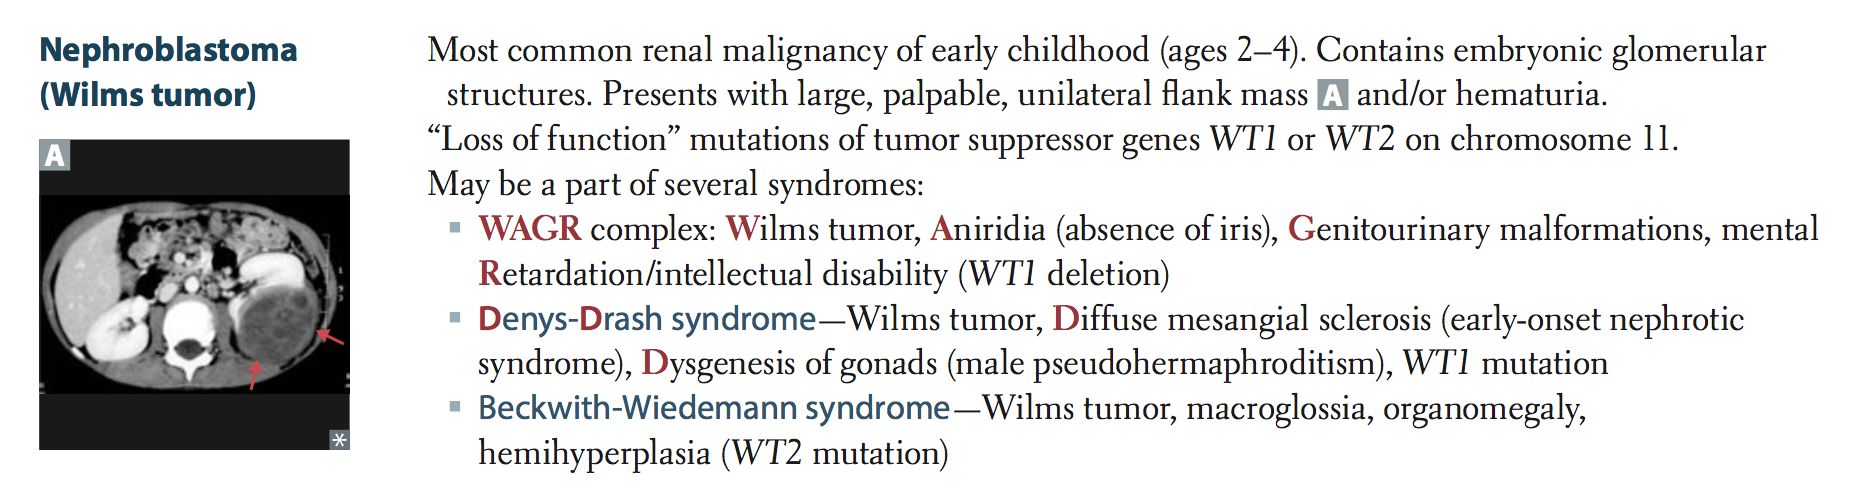 Nephroblastoma
(Wilms tumor)
A
*
Most common renal malignancy of early childhood (ages 2–4). Contains embryonic glomerular
structures. Presents with large, palpable, unilateral flank mass A and/or hematuria.
“Loss of function” mutations of tumor suppressor genes WT1 or WT2 on chromosome 11.
May be a part of several syndromes:
▪ WAGR complex: Wilms tumor, Aniridia (absence of iris), Genitourinary malformations, mental
Retardation/intellectual disability (WT1 deletion)
▪ Denys-Drash syndrome—Wilms tumor, Diffuse mesangial sclerosis (early-onset nephrotic
syndrome), Dysgenesis of gonads (male pseudohermaphroditism), WT1 mutation
▪ Beckwith-Wiedemann syndrome—Wilms tumor, macroglossia, organomegaly,
hemihyperplasia (WT2 mutation)